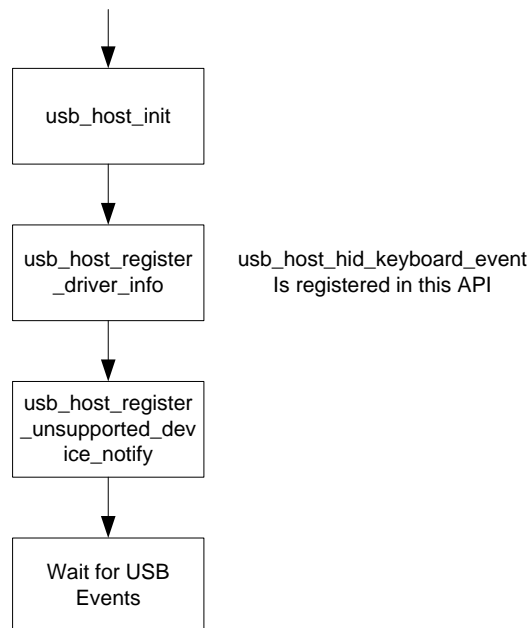 usb_host_init
usb_host_register
_driver_info
usb_host_hid_keyboard_event
Is registered in this API
usb_host_register
_unsupported_dev
ice_notify
Wait for USB
Events